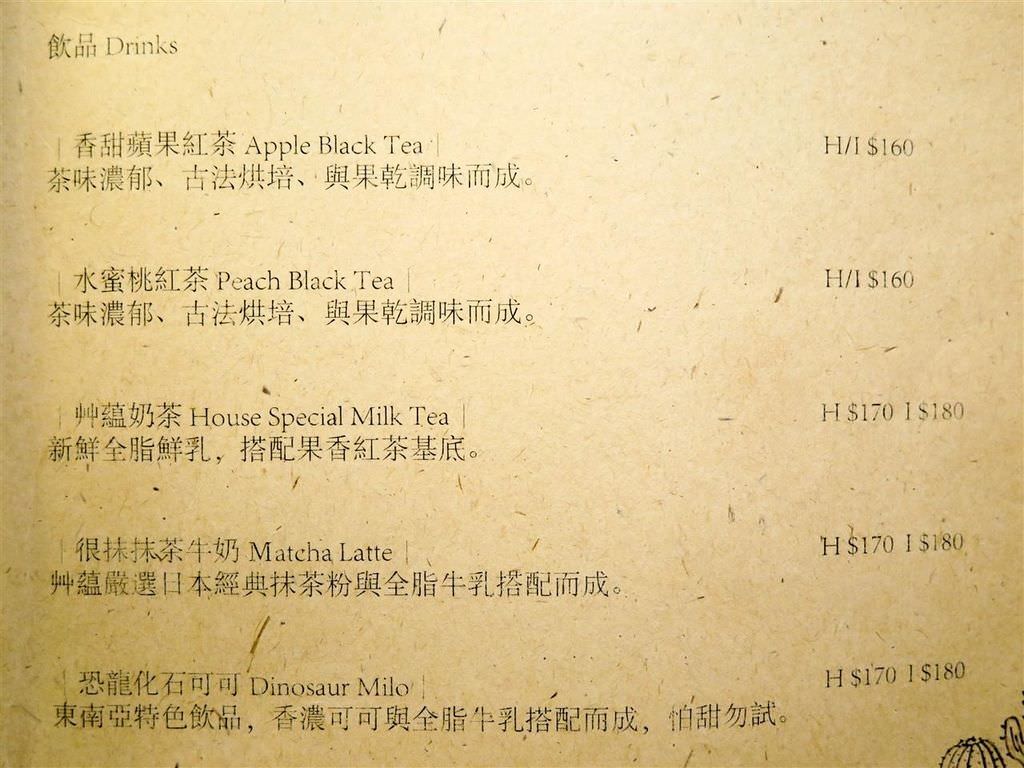 飲品 Drinks
| 香甜蘋果紅茶 Apple Black Tea | H/I $160
茶味濃郁、古法烘培、與果乾調味而成。
| 水蜜桃紅茶 Peach Black Tea | H/I $160
茶味濃郁、古法烘培、與果乾調味而成。
| 艸蘊奶茶 House Special Milk Tea | H $170 I $180
新鮮全脂鮮乳，搭配果香紅茶基底。
| 很抹抹茶牛奶 Matcha Latte | H $170 I $180
艸蘊嚴選日本經典抹茶粉與全脂牛乳搭配而成。
| 恐龍化石可可 Dinosaur Milo | H $170 I $180
東南亞特色飲品，香濃可可與全脂牛乳搭配而成，怕甜勿試。